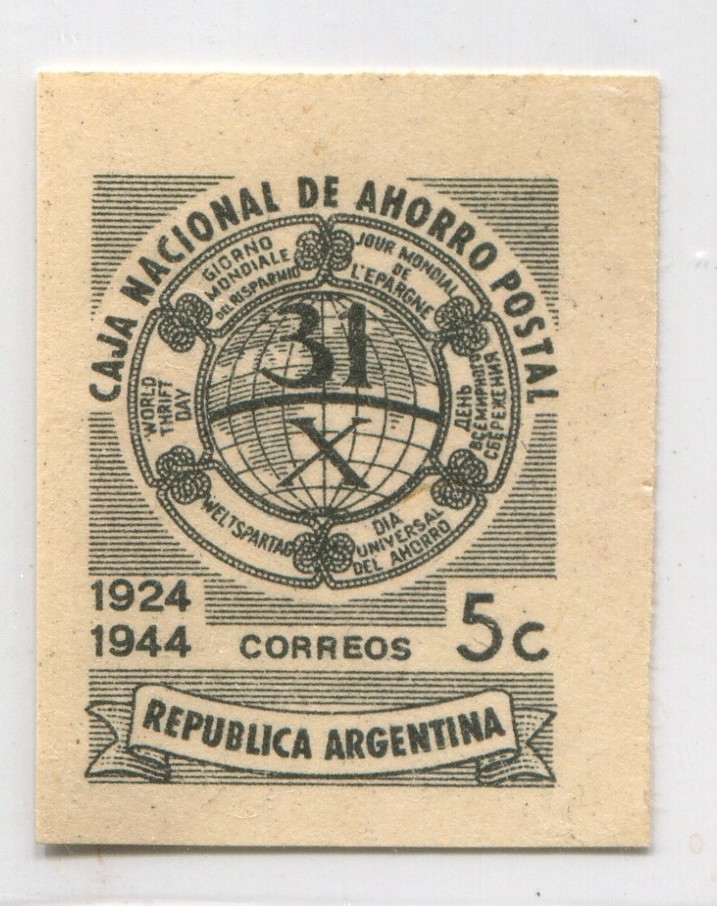 CAJA NACIONAL DE AHORRO POSTAL
GIORNO
MONDIALE
DEL RISPARMIO
JOUR MONDIAL
DE
L'EPARGNE
WORLD
THRIFT
DAY
ДЕНЬ
ВСЕМИРНОГО
СБЕРЕЖЕНИЯ
WELTSPARTAG
DIA
UNIVERSAL
DEL AHORRO
31
X
1924
1944
CORREOS
5c
REPUBLICA ARGENTINA